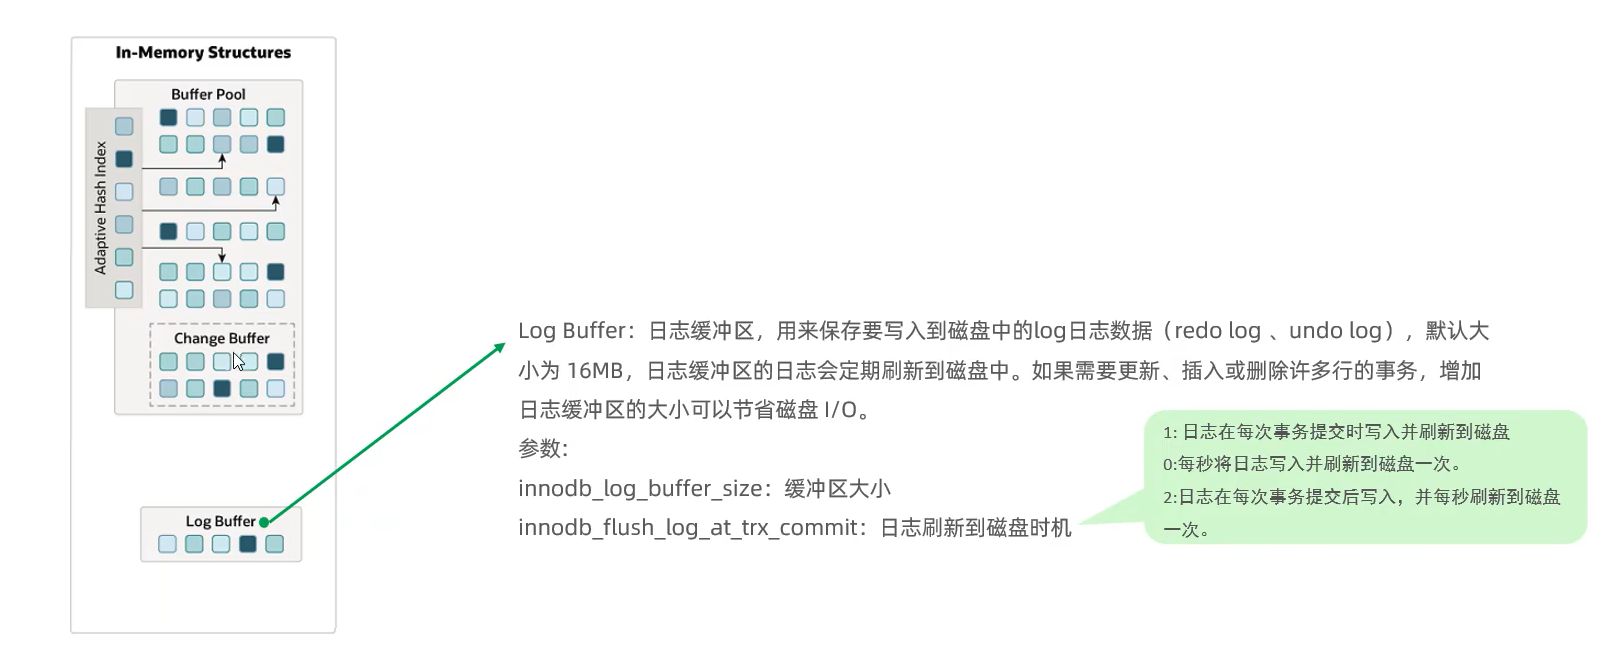 In-Memory Structures
Buffer Pool
Adaptive Hash Index
Change Buffer
Log Buffer
Log Buffer：日志缓冲区，用来保存要写入到磁盘中的log日志数据（redo log 、undo log），默认大
小为 16MB，日志缓冲区的日志会定期刷新到磁盘中。如果需要更新、插入或删除许多行的事务，增加
日志缓冲区的大小可以节省磁盘 I/O。
参数:
innodb_log_buffer_size：缓冲区大小
innodb_flush_log_at_trx_commit：日志刷新到磁盘时机
1: 日志在每次事务提交时写入并刷新到磁盘
0:每秒将日志写入并刷新到磁盘一次。
2:日志在每次事务提交后写入，并每秒刷新到磁盘
一次。